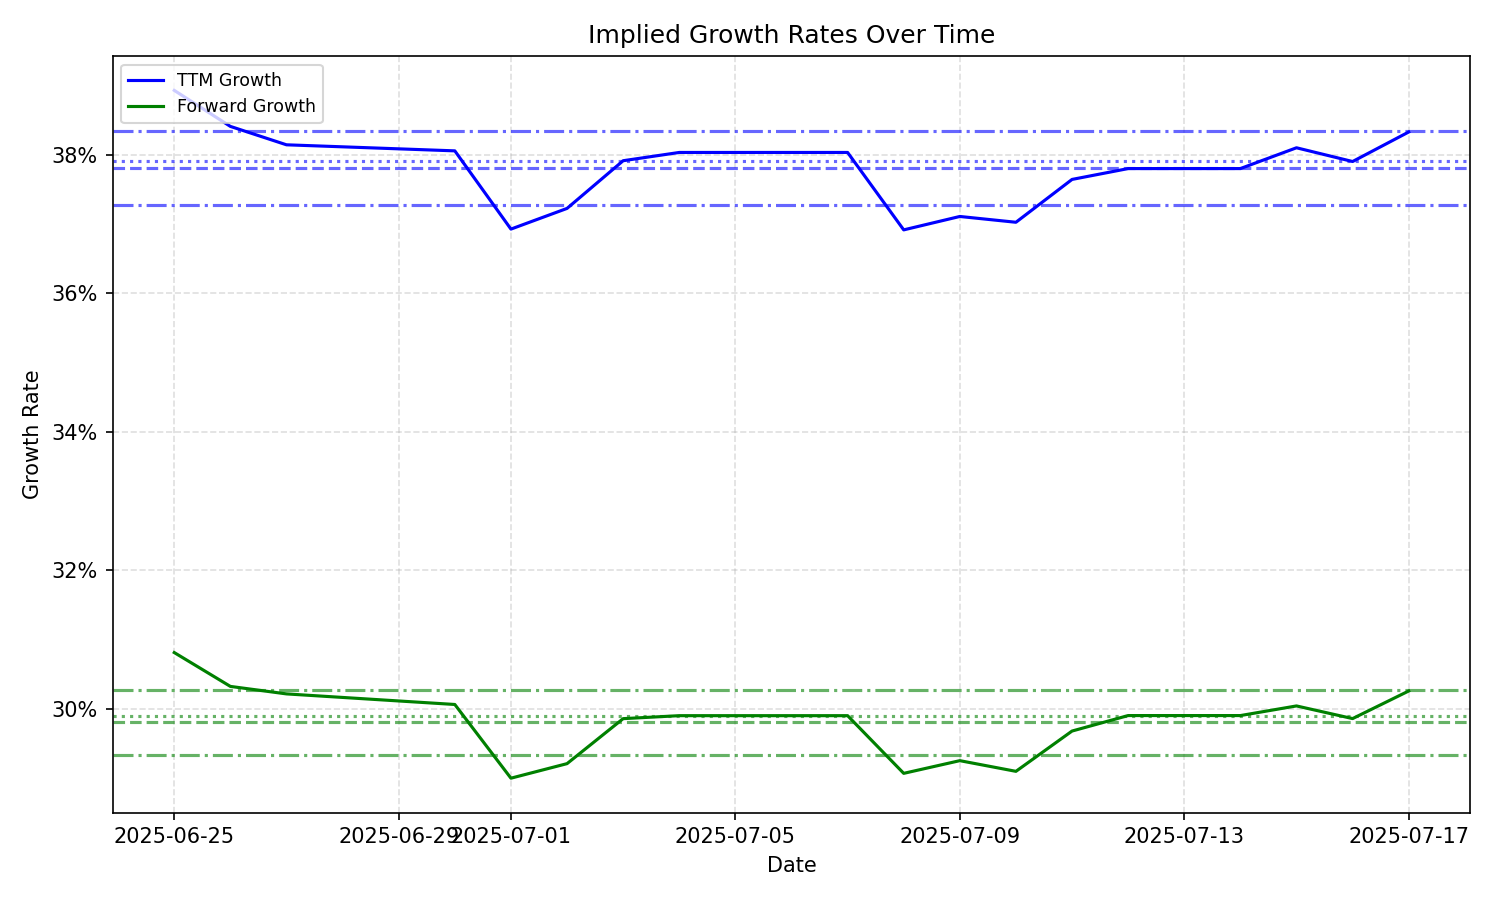 Implied Growth Rates Over Time
TTM Growth
Forward Growth
38%
36%
34%
32%
30%
Growth Rate
2025-06-25
2025-06-29
2025-07-01
2025-07-05
2025-07-09
2025-07-13
2025-07-17
Date